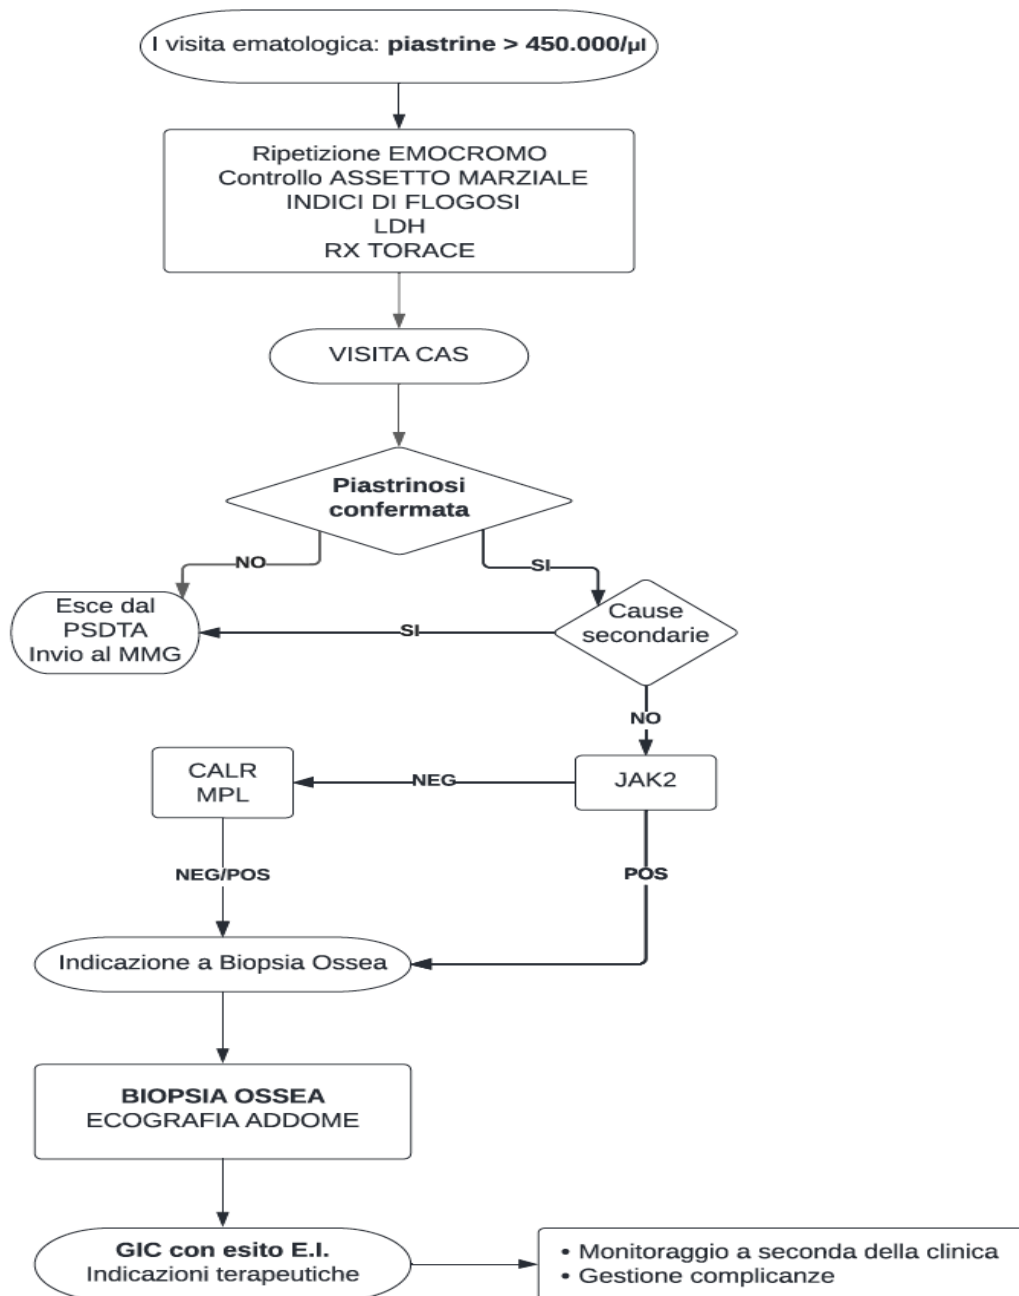 I visita ematologica: piastrine > 450.000/µl
Ripetizione EMOCROMO
Controllo ASSETTO MARZIALE
INDICI DI FLOGOSI
LDH
RX TORACE
VISITA CAS
Piastrinosi
confermata
NO
SI
Esce dal
PSDTA
Invio al MMG
SI
Cause
secondarie
NO
CALR
MPL
NEG
JAK2
NEG/POS
POS
Indicazione a Biopsia Ossea
BIOPSIA OSSEA
ECOGRAFIA ADDOME
GIC con esito E.I.
Indicazioni terapeutiche
• Monitoraggio a seconda della clinica
• Gestione complicanze